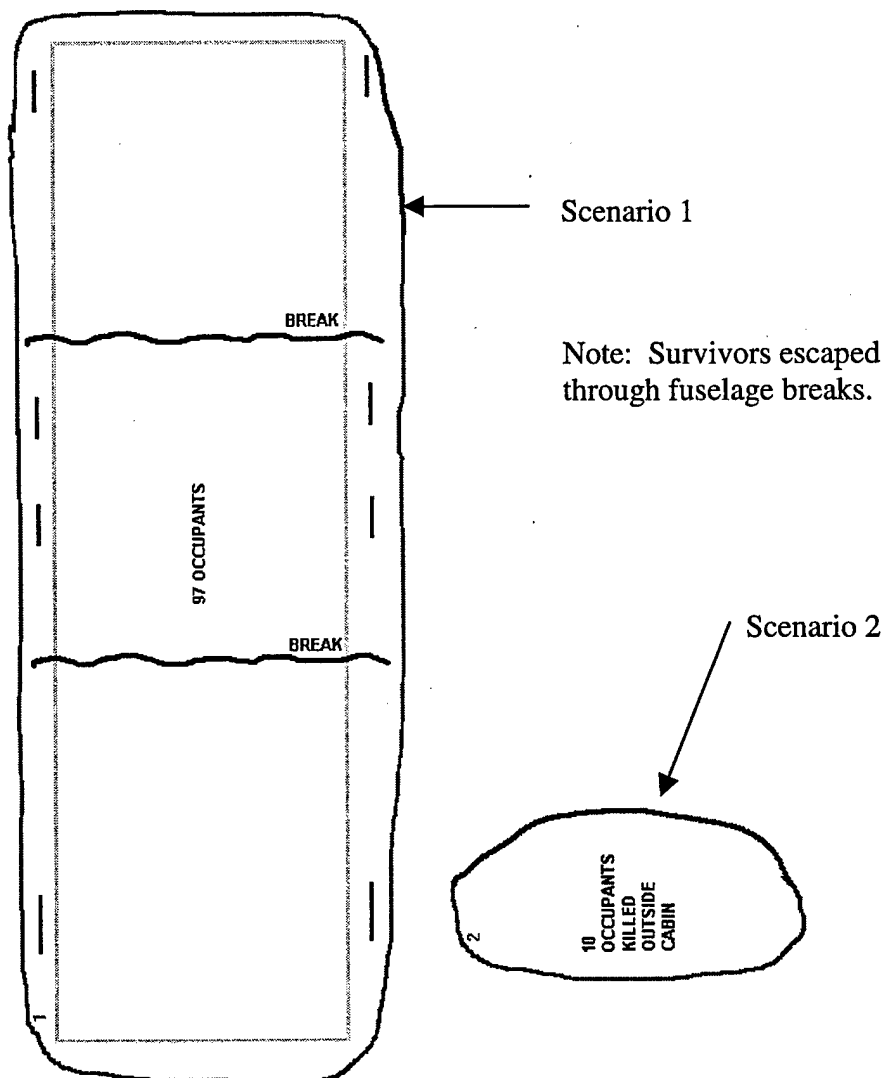 Scenario 1
BREAK
Note: Survivors escaped
through fuselage breaks.
97 OCCUPANTS
BREAK
Scenario 2
10
OCCUPANTS
KILLED
OUTSIDE
CABIN
2
1